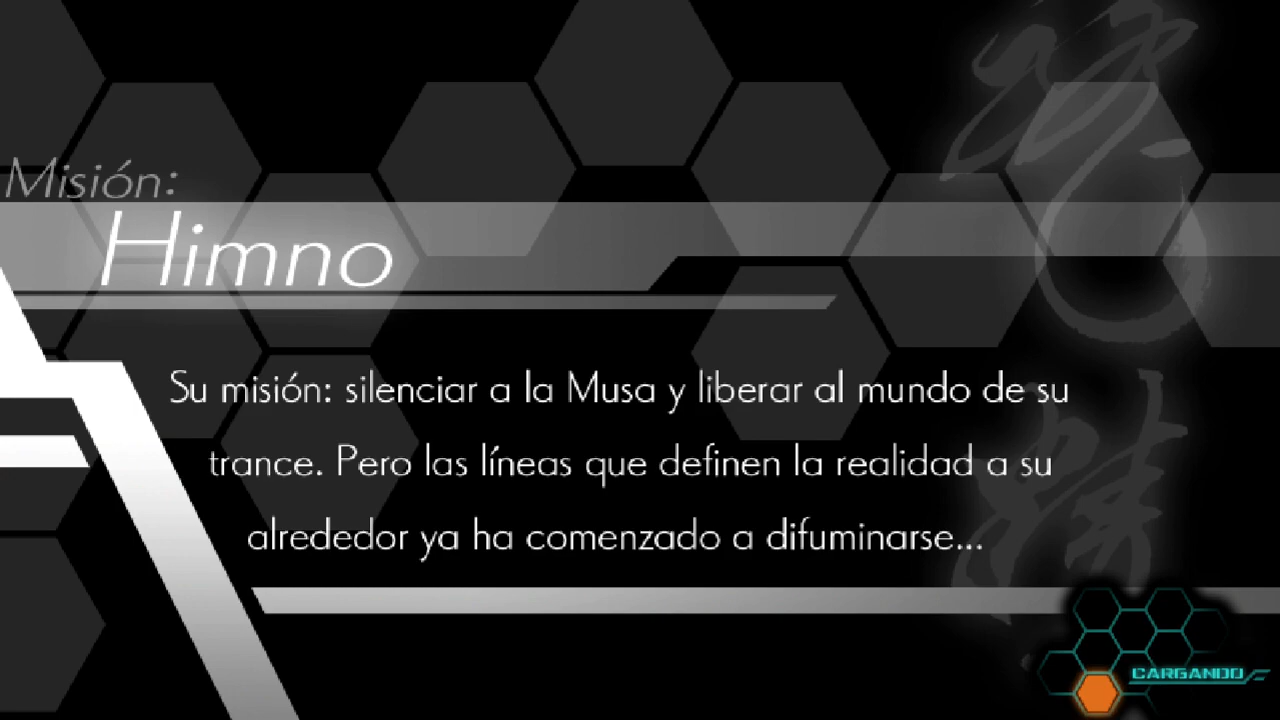 Misión:
Himno
Su misión: silenciar a la Musa y liberar al mundo de su
trance. Pero las líneas que definen la realidad a su
alrededor ya ha comenzado a difuminarse...
CARGANDO